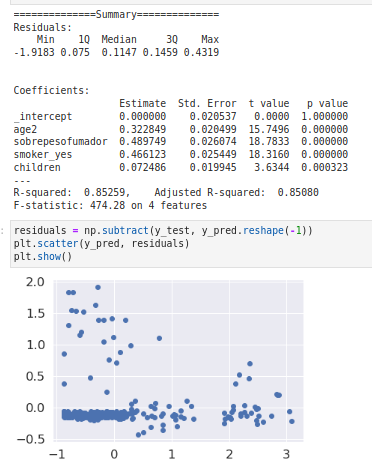 ==============Summary==============
Residuals:
Min 1Q Median 3Q Max
-1.9183 0.075 0.1147 0.1459 0.4319
Coefficients:
Estimate Std. Error t value p value
_intercept 0.000000 0.020537 0.0000 1.000000
age2 0.322849 0.020499 15.7496 0.000000
sobrepesofumador 0.489749 0.026074 18.7833 0.000000
smoker_yes 0.466123 0.025449 18.3160 0.000000
children 0.072486 0.019945 3.6344 0.000323
---
R-squared: 0.85259, Adjusted R-squared: 0.85080
F-statistic: 474.28 on 4 features
residuals = np.subtract(y_test, y_pred.reshape(-1))
plt.scatter(y_pred, residuals)
plt.show()
2.0
1.5
1.0
0.5
0.0
−0.5
−1 0 1 2 3